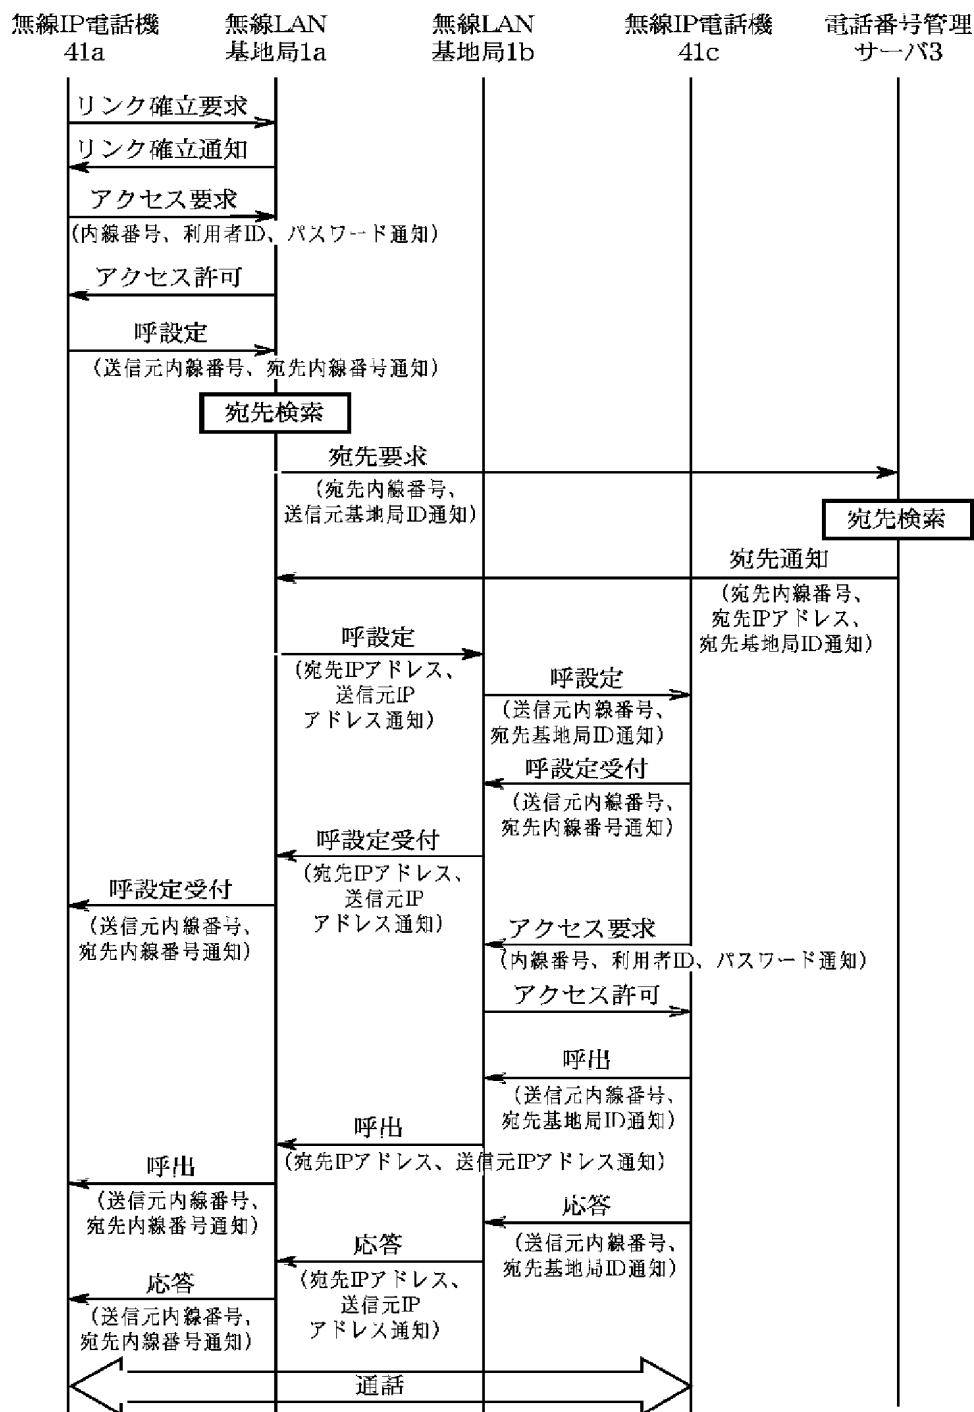 無線IP電話機
41a
無線LAN
基地局1a
無線LAN
基地局1b
無線IP電話機
41c
電話番号管理
サーバ3
リンク確立要求
リンク確立通知
アクセス要求
(内線番号、利用者ID、パスワード通知)
アクセス許可
呼設定
(送信元内線番号、宛先内線番号通知)
宛先検索
宛先要求
(宛先内線番号、
送信元基地局ID通知)
宛先検索
宛先通知
(宛先内線番号、
宛先IPアドレス、
宛先基地局ID通知)
呼設定
(宛先IPアドレス、
送信元IP
アドレス通知)
呼設定
(送信元内線番号、
宛先基地局ID通知)
呼設定受付
(送信元内線番号、
宛先内線番号通知)
呼設定受付
(宛先IPアドレス、
送信元IP
アドレス通知)
呼設定受付
(送信元内線番号、
宛先内線番号通知)
アクセス要求
(内線番号、利用者ID、パスワード通知)
アクセス許可
呼出
(送信元内線番号、
宛先基地局ID通知)
呼出
(宛先IPアドレス、送信元IPアドレス通知)
呼出
(送信元内線番号、
宛先内線番号通知)
応答
(送信元内線番号、
宛先基地局ID通知)
応答
(宛先IPアドレス、
送信元IP
アドレス通知)
応答
(送信元内線番号、
宛先内線番号通知)
通話